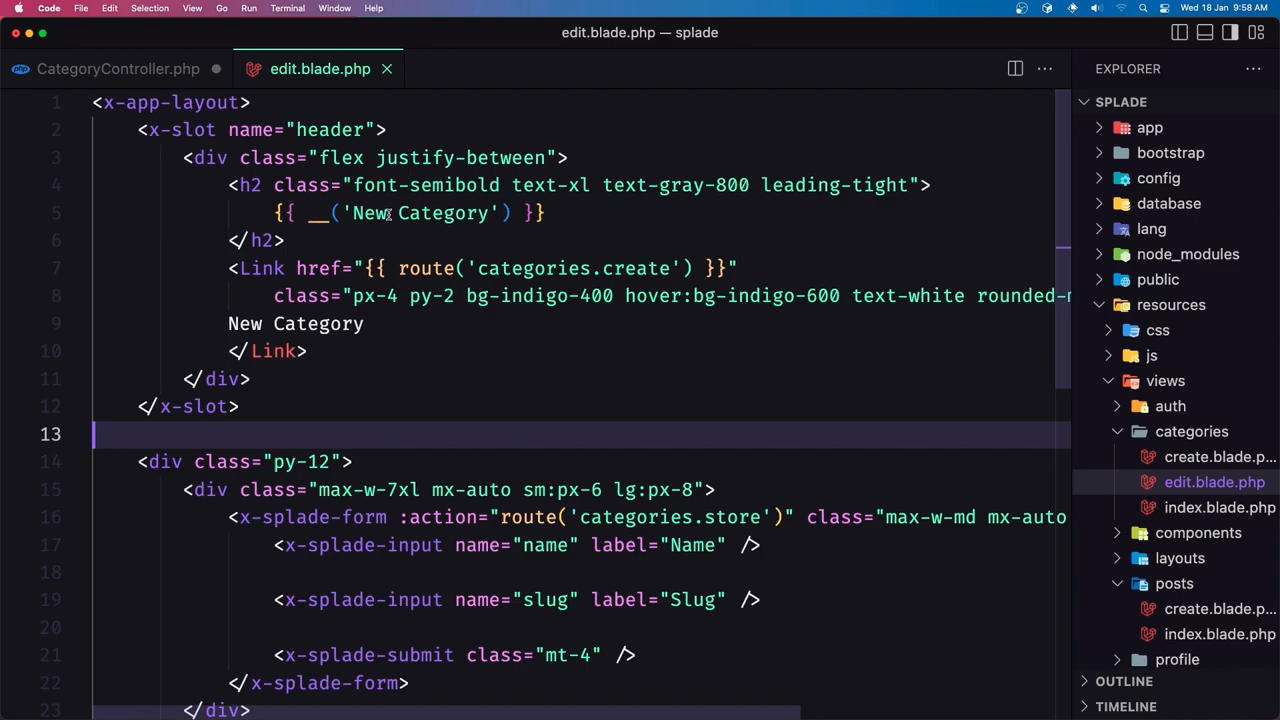 Code File Edit Selection View Go Run Terminal Window Help Wed 18 Jan 9:58 AM
edit.blade.php — splade
php CategoryController.php edit.blade.php
1 <x-app-layout>
2 <x-slot name="header">
3 <div class="flex justify-between">
4 <h2 class="font-semibold text-xl text-gray-800 leading-tight">
5 {{ __('New Category') }}
6 </h2>
7 <Link href="{{ route('categories.create') }}"
8 class="px-4 py-2 bg-indigo-400 hover:bg-indigo-600 text-white rounded-m
9 New Category
10 </Link>
11 </div>
12 </x-slot>
13
14 <div class="py-12">
15 <div class="max-w-7xl mx-auto sm:px-6 lg:px-8">
16 <x-splade-form :action="route('categories.store')" class="max-w-md mx-auto
17 <x-splade-input name="name" label="Name" />
18
19 <x-splade-input name="slug" label="Slug" />
20
21 <x-splade-submit class="mt-4" />
22 </x-splade-form>
23 </div>
EXPLORER
SPLADE
app
bootstrap
config
database
lang
node_modules
public
resources
css
js
views
auth
categories
create.blade.p...
edit.blade.php
index.blade.php
components
layouts
posts
create.blade.p...
index.blade.php
profile
OUTLINE
TIMELINE